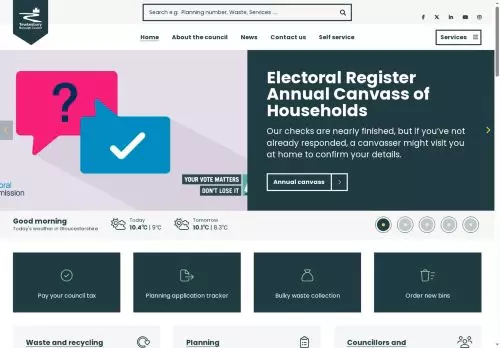 Tewkesbury
Borough Council
Search e.g. Planning number, Waste, Services ....
Home
About the council
News
Contact us
Self service
Services
?
oral
mission
YOUR VOTE MATTERS
DON'T LOSE IT
Electoral Register
Annual Canvass of
Households
Our checks are nearly finished, but if you've not
already responded, a canvasser might visit you
at home to confirm your details.
Annual canvass
Good morning
Today's weather in Gloucestershire
Today
10.4℃ | 9℃
Tomorrow
10.1℃ | 8.3℃
Pay your council tax
Planning application tracker
Bulky waste collection
Order new bins
Waste and recycling
Planning
Councillors and